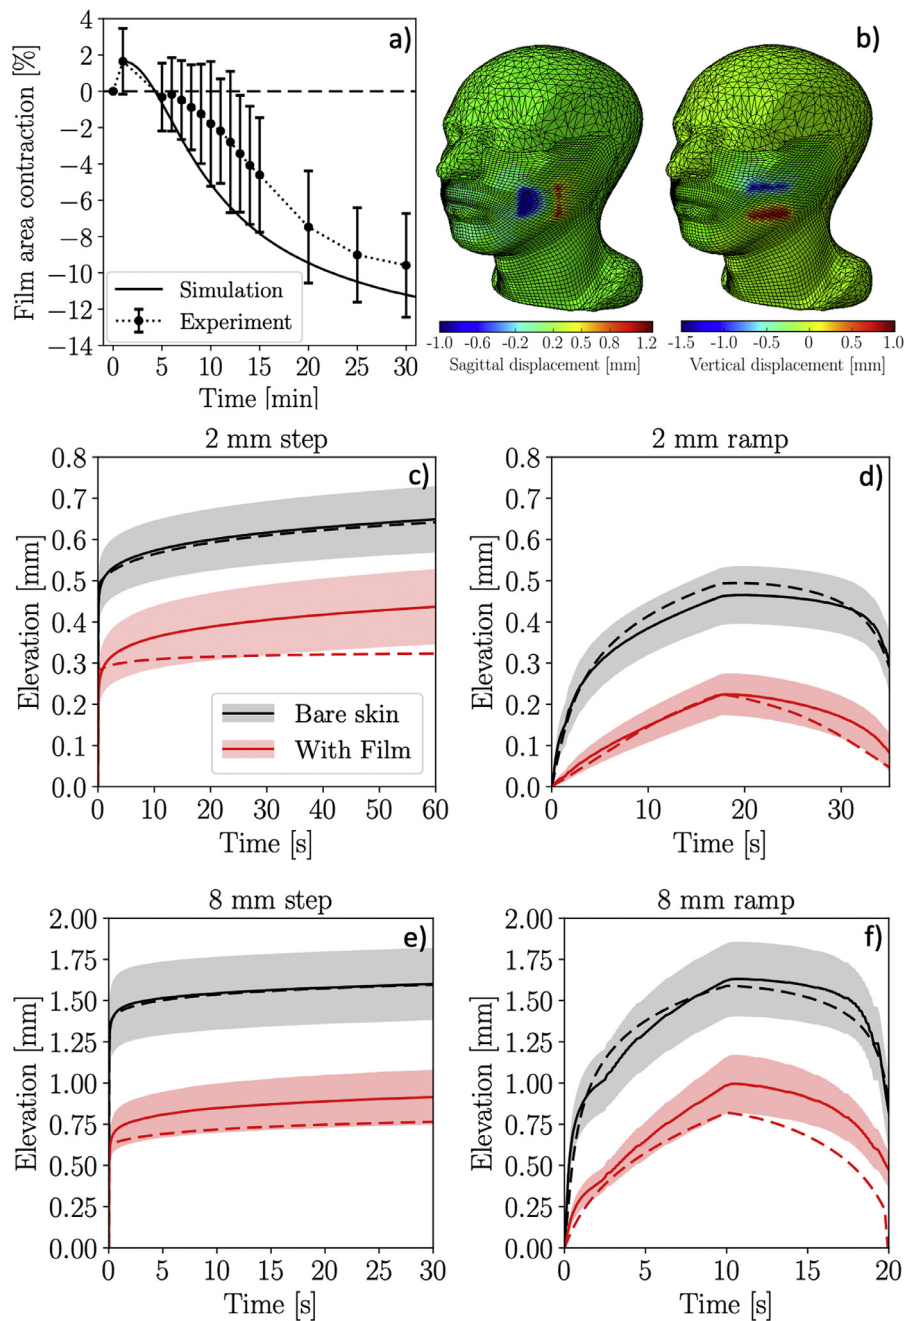 a)
4
2
0
−2
−4
−6
−8
−10
−12
−14
Film area contraction [%]
Simulation
Experiment
0 5 10 15 20 25 30
Time [min]
b)
-1.0 -0.6 -0.2 0.2 0.8 1.2
Sagittal displacement [mm]
-1.5 -1.0 -0.5 0 0.5 1.0
Vertical displacement [mm]
2 mm step
c)
0.8
0.7
0.6
0.5
0.4
0.3
0.2
0.1
0.0
Elevation [mm]
Bare skin
With Film
0 10 20 30 40 50 60
Time [s]
2 mm ramp
d)
0.8
0.7
0.6
0.5
0.4
0.3
0.2
0.1
0.0
Elevation [mm]
0 10 20 30
Time [s]
8 mm step
e)
2.00
1.75
1.50
1.25
1.00
0.75
0.50
0.25
0.00
Elevation [mm]
0 5 10 15 20 25 30
Time [s]
8 mm ramp
f)
2.00
1.75
1.50
1.25
1.00
0.75
0.50
0.25
0.00
Elevation [mm]
0 5 10 15 20
Time [s]